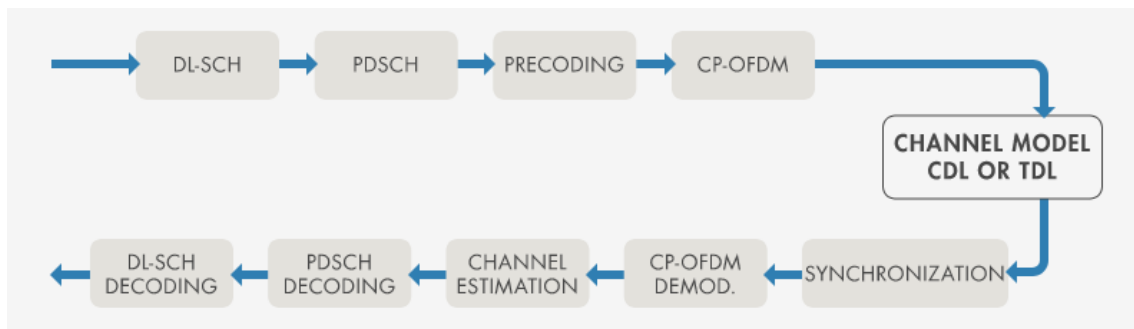 DL-SCH
PDSCH
PRECODING
CP-OFDM
CHANNEL MODEL
CDL OR TDL
DL-SCH
DECODING
PDSCH
DECODING
CHANNEL
ESTIMATION
CP-OFDM
DEMOD.
SYNCHRONIZATION